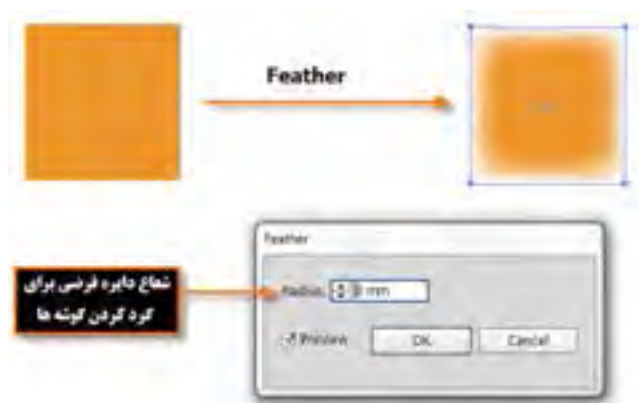 Feather
Feather
شعاع دایره فرضی برای
گرد کردن گوشه ها
Radius: mm
Preview
OK
Cancel